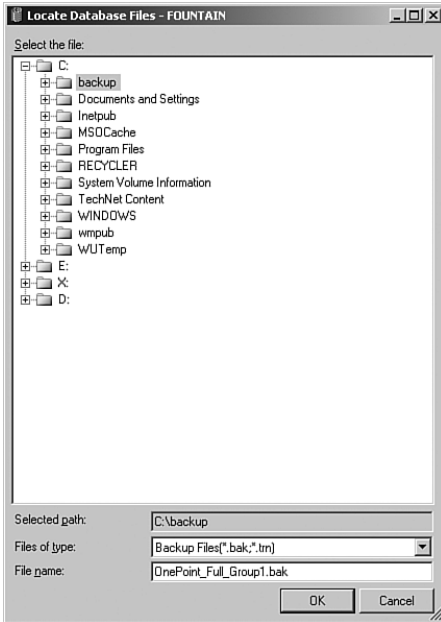 Locate Database Files - FOUNTAIN
Select the file:
C:
backup
Documents and Settings
Inetpub
MSOCache
Program Files
RECYCLER
System Volume Information
TechNet Content
WINDOWS
wmpub
WUTemp
E:
X:
D:
Selected path: C:\backup
Files of type: Backup Files(*.bak;*.trn)
File name: OnePoint_Full_Group1.bak
OK Cancel